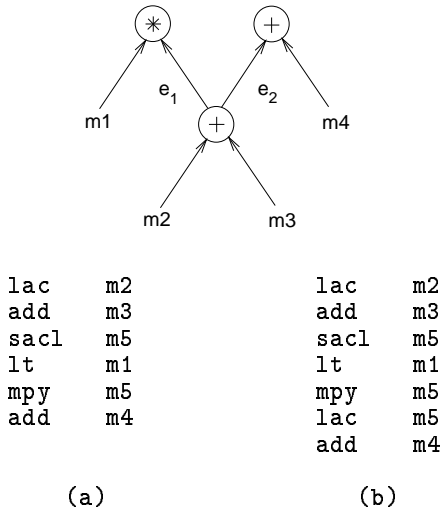 * +
e1 e2
m1 + m4
m2 m3
lac m2
add m3
sacl m5
lt m1
mpy m5
add m4
(a)
lac m2
add m3
sacl m5
lt m1
mpy m5
lac m5
add m4
(b)